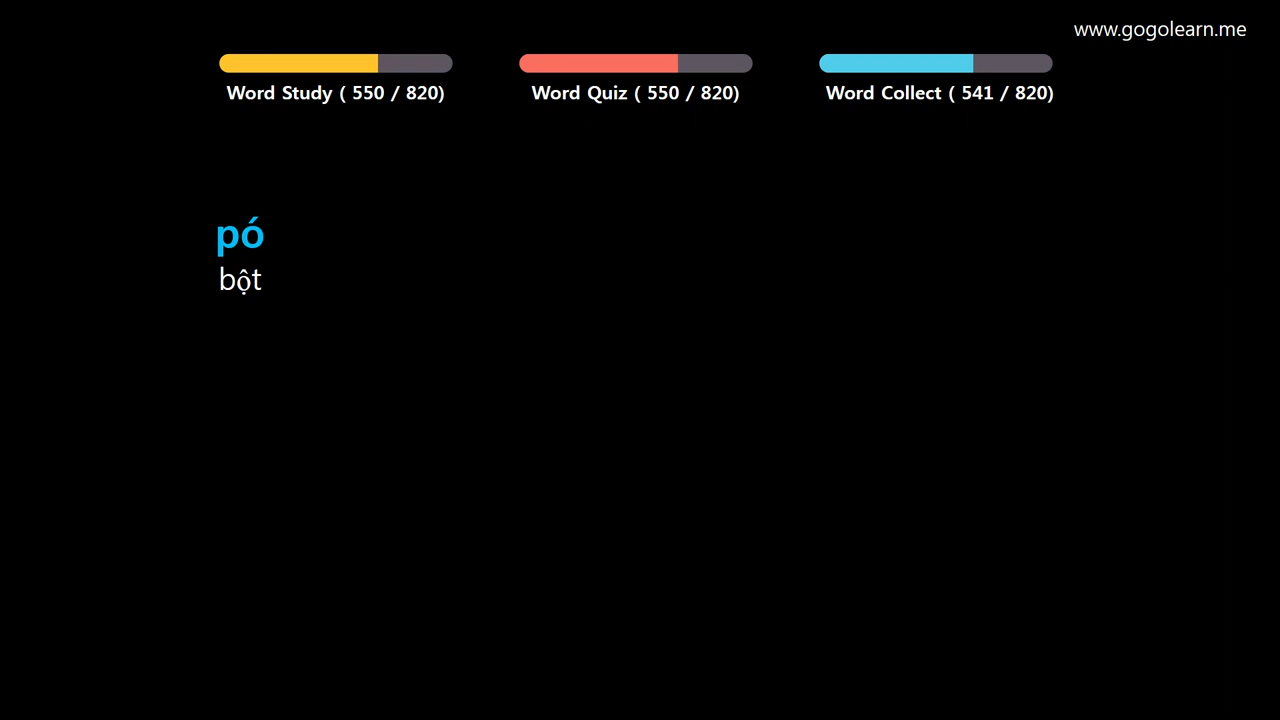 www.gogolearn.me
Word Study ( 550 / 820)
Word Quiz ( 550 / 820)
Word Collect ( 541 / 820)
pó
bột